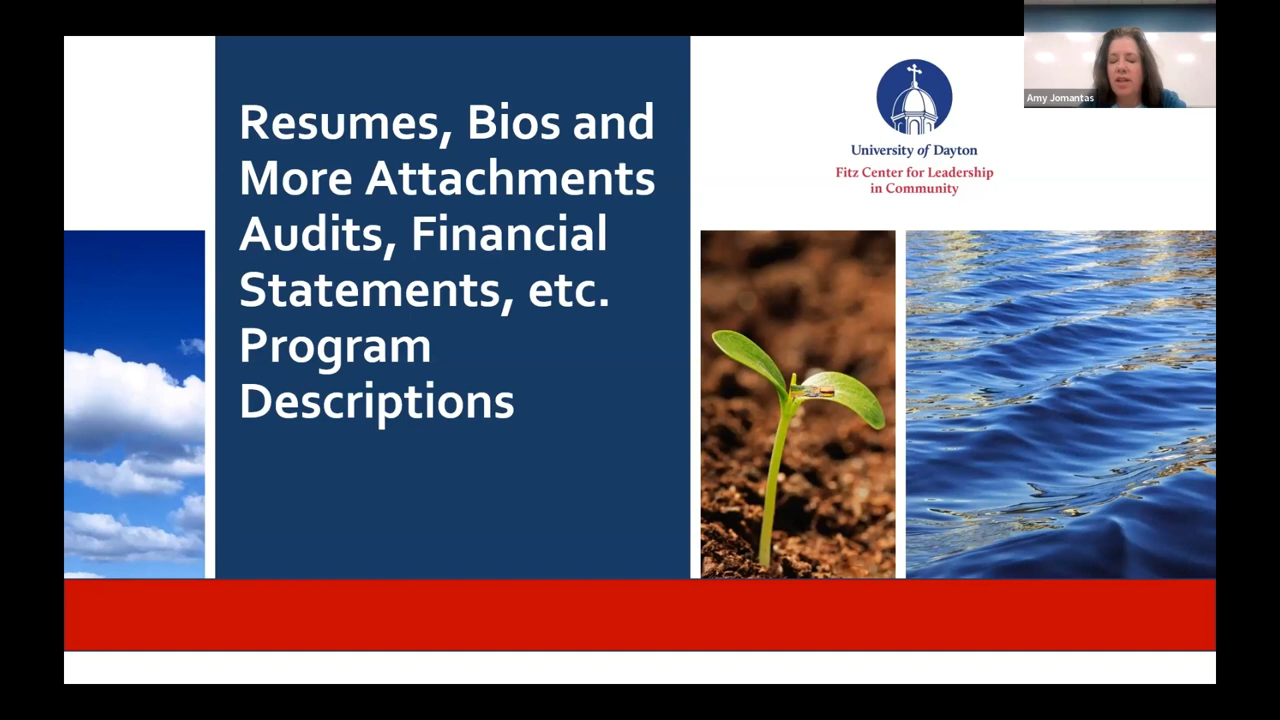 Resumes, Bios and
More Attachments
Audits, Financial
Statements, etc.
Program
Descriptions
University of Dayton
Fitz Center for Leadership
in Community
Amy Jomantas